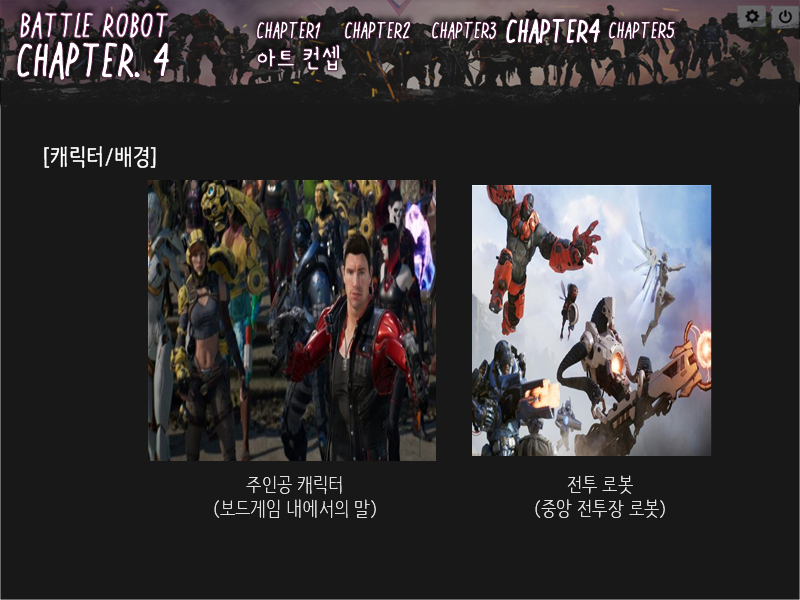 BATTLE ROBOT
CHAPTER. 4
CHAPTER1 CHAPTER2 CHAPTER3 CHAPTER4 CHAPTER5
아트 컨셉
[캐릭터/배경]
주인공 캐릭터
(보드게임 내에서의 말)
전투 로봇
(중앙 전투장 로봇)